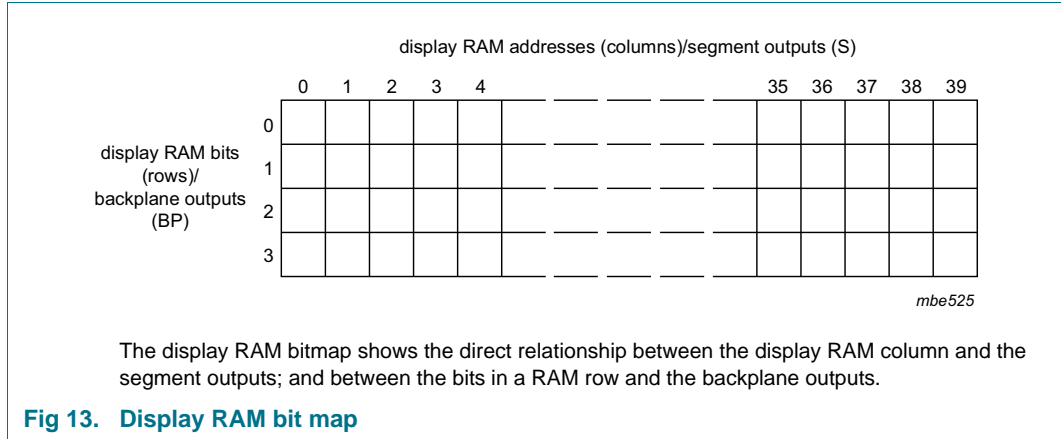 display RAM addresses (columns)/segment outputs (S)
0 1 2 3 4 35 36 37 38 39
0
display RAM bits
1
(rows)/
backplane outputs
2
(BP)
3
mbe525
The display RAM bitmap shows the direct relationship between the display RAM column and the
segment outputs; and between the bits in a RAM row and the backplane outputs.
Fig 13. Display RAM bit map